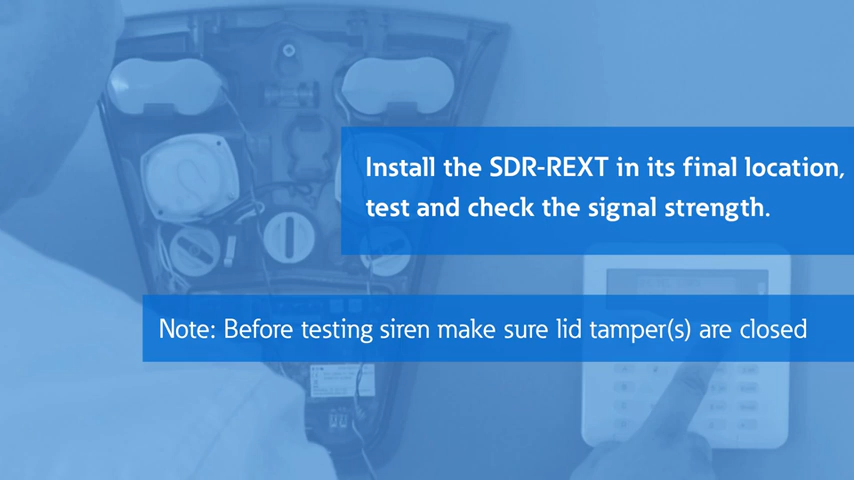 Install the SDR-REXT in its final location,
test and check the signal strength.
Note: Before testing siren make sure lid tamper(s) are closed